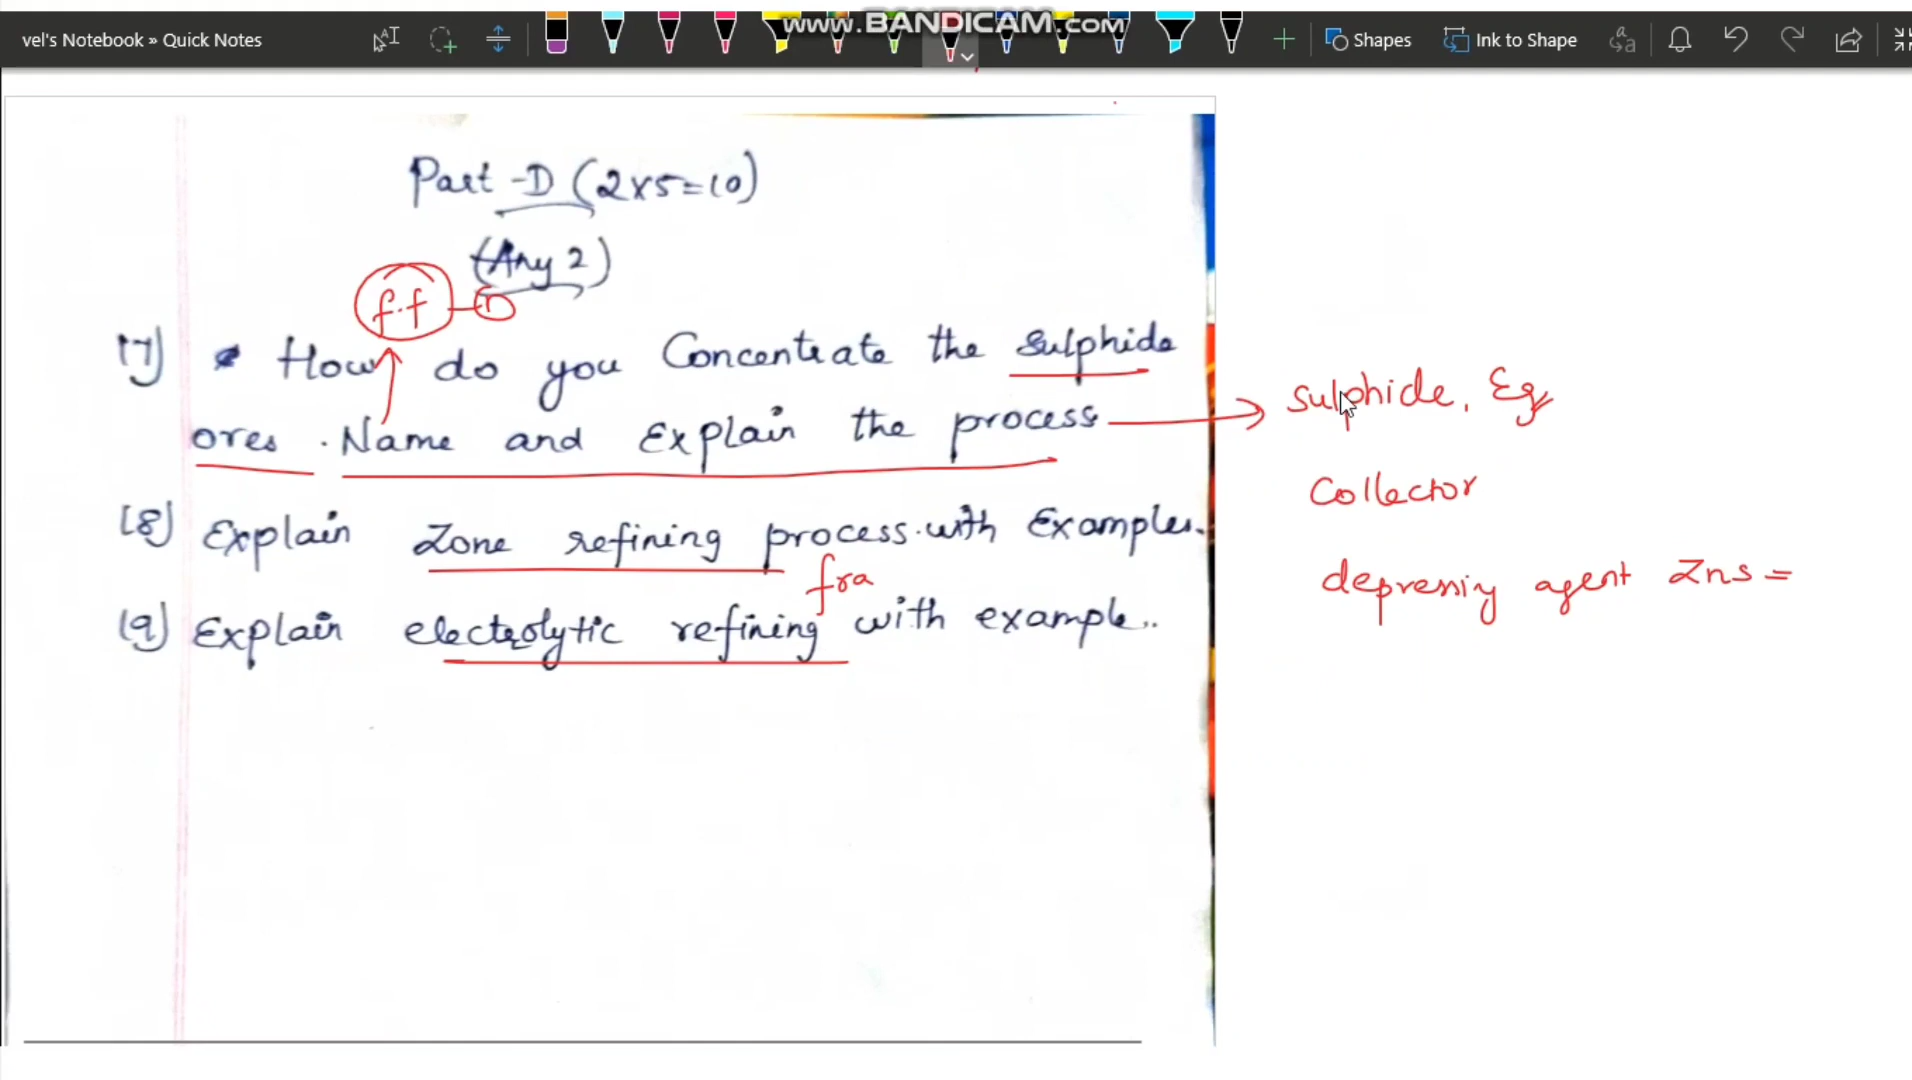 www.BANDICAM.com
vel's Notebook » Quick Notes
Shapes
Ink to Shape
Part -D (2x5=10)
(Any 2)
f.f - D
17) How do you Concentrate the sulphide
ores. Name and Explain the process
sulphide, Eg
Collector
18) Explain Zone refining process.with Examples.
depressing agent Zns =
fra
19) Explain electrolytic refining with example..